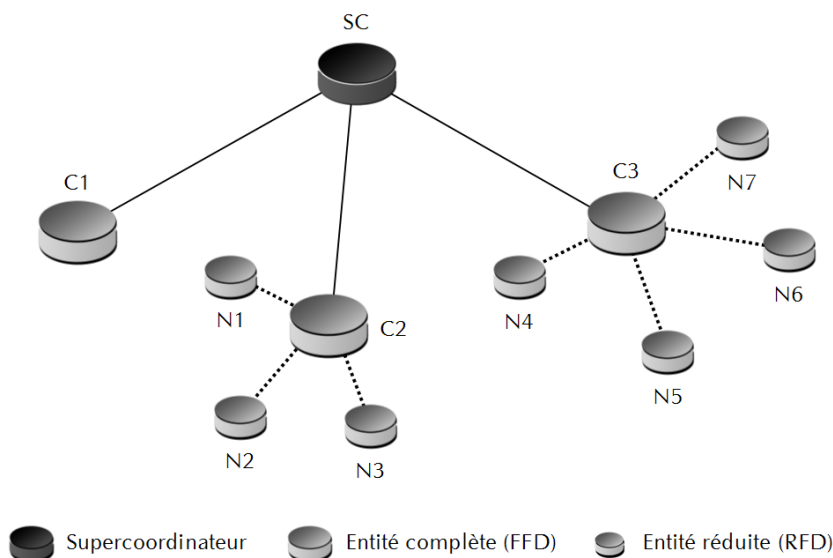 SC
C1
C3
N7
N1
C2
N4
N6
N5
N2
N3
Supercoordinateur
Entité complète (FFD)
Entité réduite (RFD)